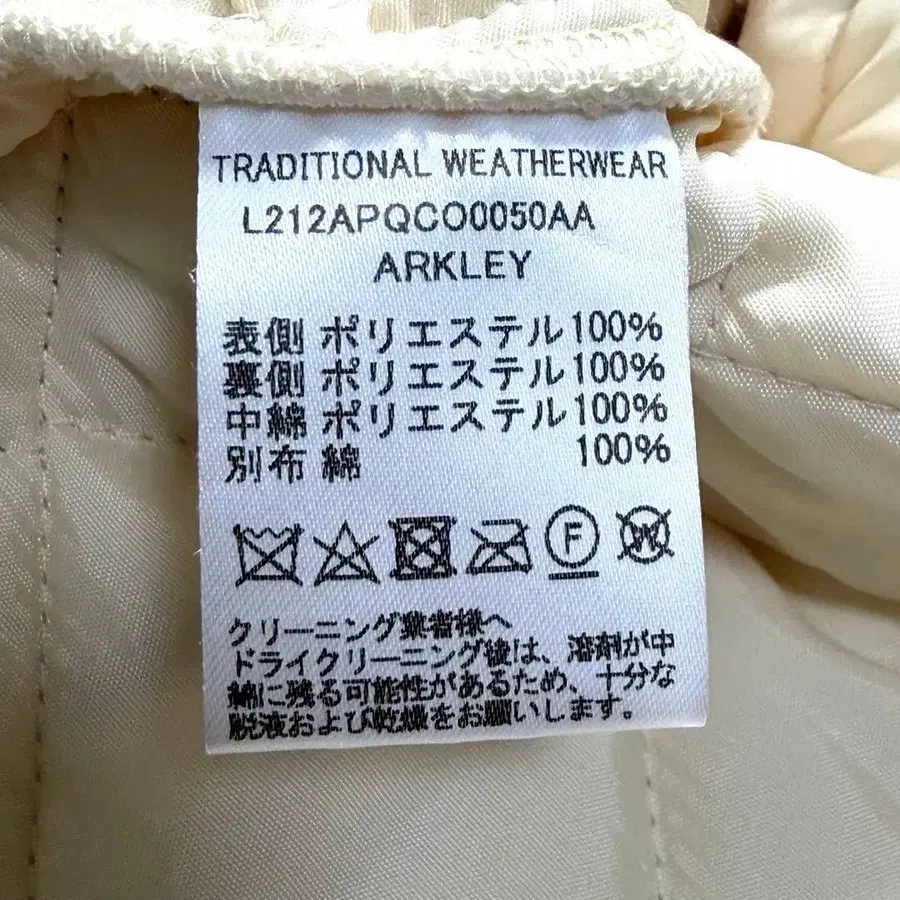 TRADITIONAL WEATHERWEAR
L212APQCO0050AA
ARKLEY
表側 ポリエステル100%
裏側 ポリエステル100%
中綿 ポリエステル100%
別布 綿 100%
F
W
クリーニング業者様へ
ドライクリーニング後は、溶剤が中
綿に残る可能性があるため、十分な
脱液および乾燥をお願いします。